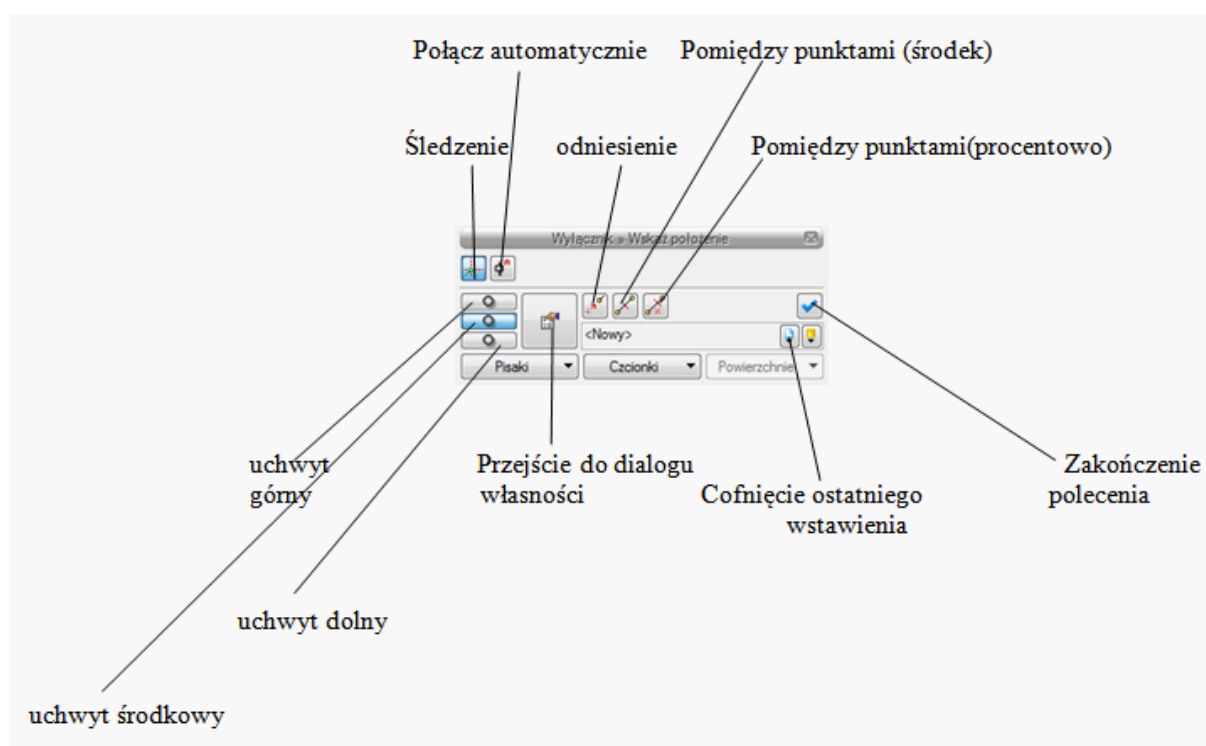 Połącz automatycznie
Pomiędzy punktami (środek)
Śledzenie
odniesienie
Pomiędzy punktami(procentowo)
Wyłącznik » Wskaż położenie
<Nowy>
Pisaki
Czcionki
Powierzchnie
uchwyt
górny
Przejście do dialogu
własności
Cofnięcie ostatniego
wstawienia
Zakończenie
polecenia
uchwyt dolny
uchwyt środkowy